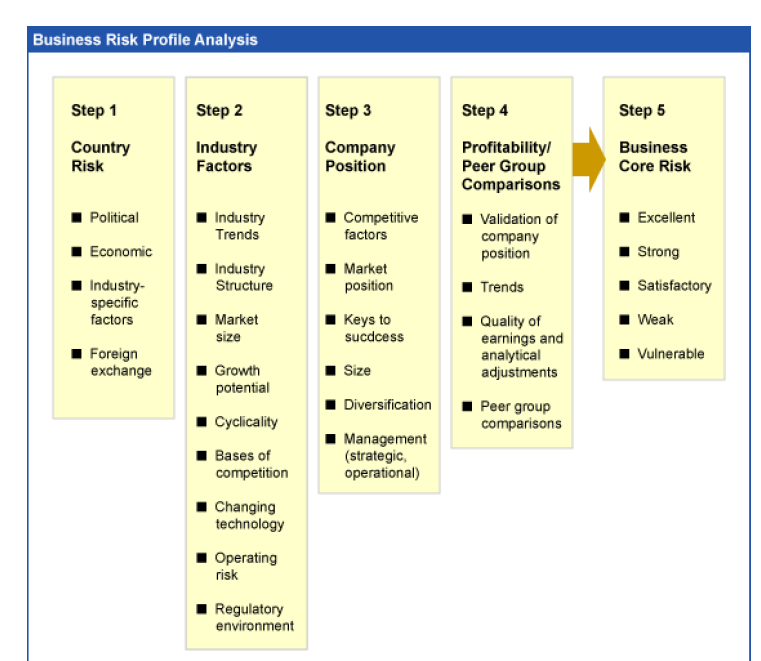 Business Risk Profile Analysis
Step 1
Country
Risk
Political
Economic
Industry-
specific
factors
Foreign
exchange
Step 2
Industry
Factors
Industry
Trends
Industry
Structure
Market
size
Growth
potential
Cyclicality
Bases of
competition
Changing
technology
Operating
risk
Regulatory
environment
Step 3
Company
Position
Competitive
factors
Market
position
Keys to
sucdcess
Size
Diversification
Management
(strategic,
operational)
Step 4
Profitability/
Peer Group
Comparisons
Validation of
company
position
Trends
Quality of
earnings and
analytical
adjustments
Peer group
comparisons
Step 5
Business
Core Risk
Excellent
Strong
Satisfactory
Weak
Vulnerable